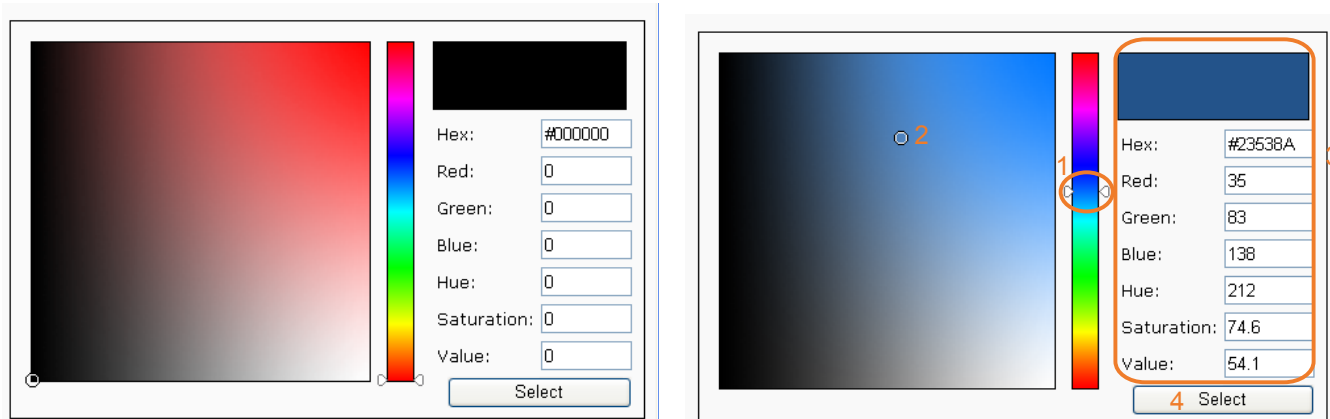 Hex: #000000
Red: 0
Green: 0
Blue: 0
Hue: 0
Saturation: 0
Value: 0
Select
2
1
Hex: #23538A
Red: 35
Green: 83
Blue: 138
Hue: 212
Saturation: 74.6
Value: 54.1
4 Select